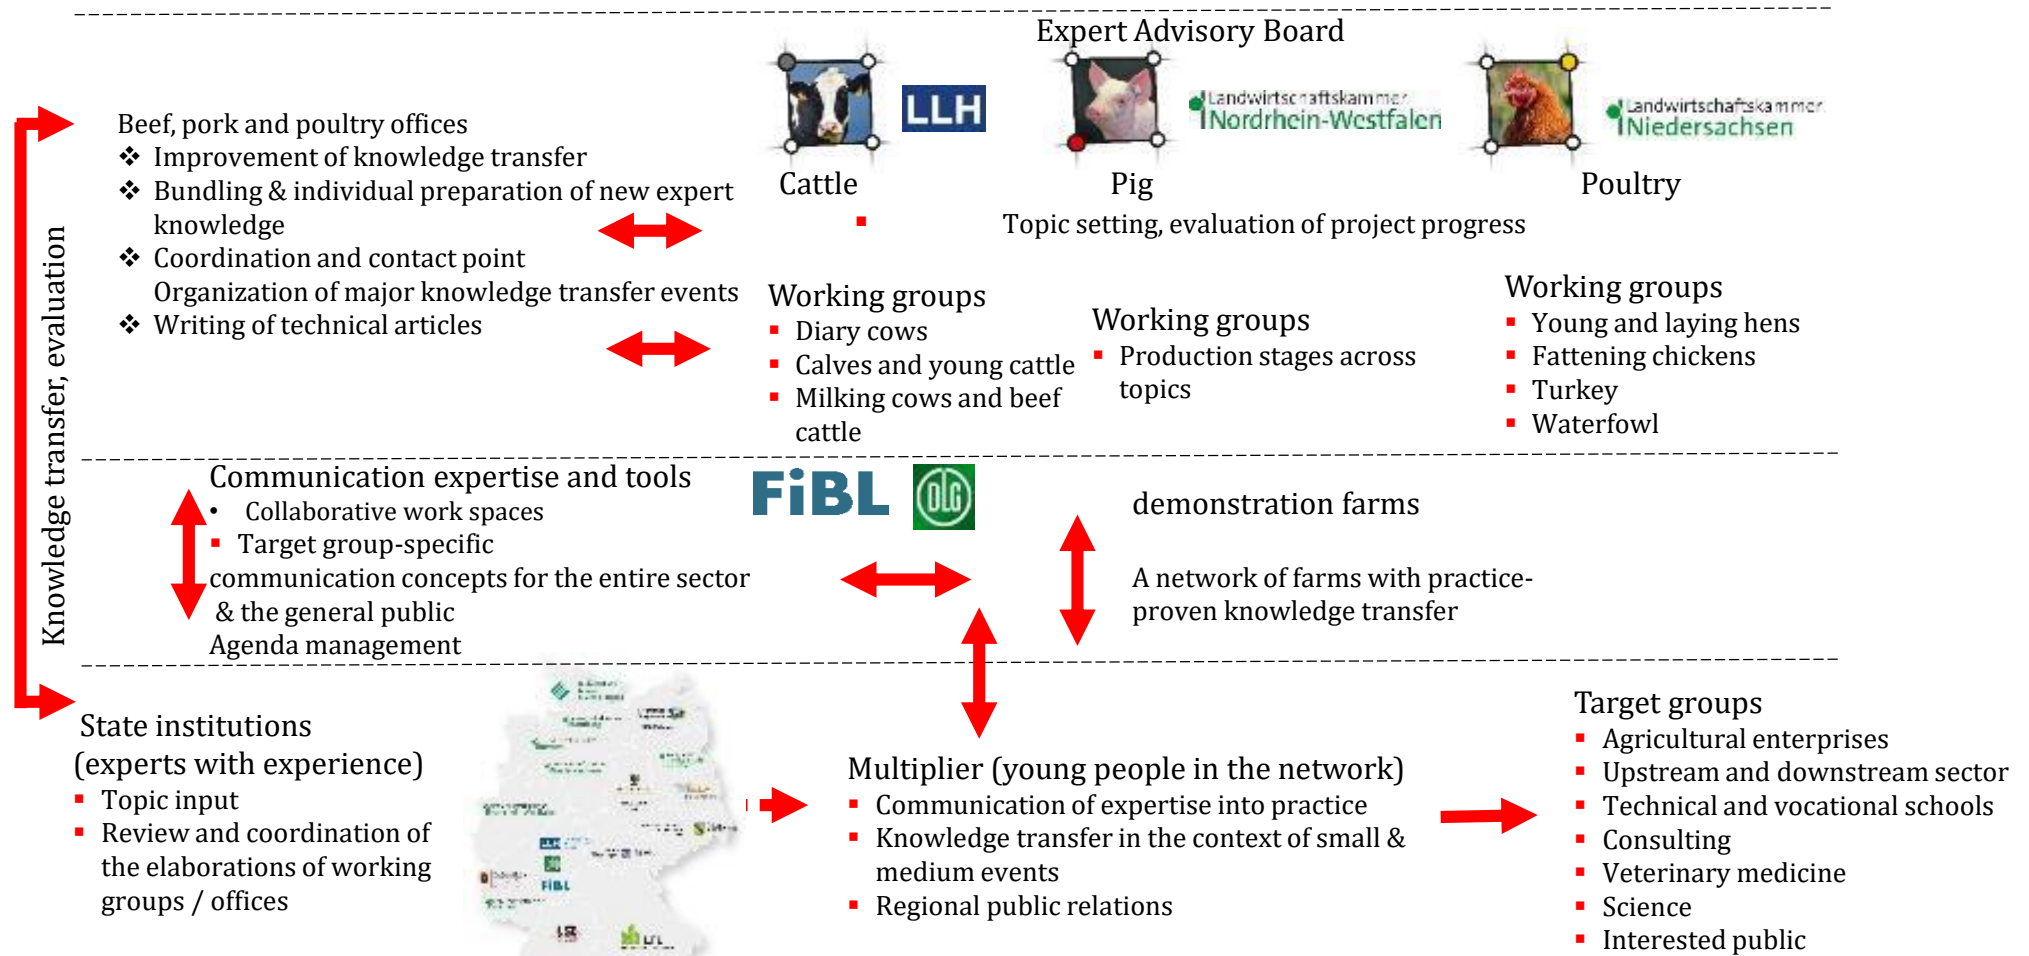 Expert Advisory Board
LLH
Landwirtschaftskammer
Nordrhein-Westfalen
Landwirtschaftskammer
Niedersachsen
Cattle
Pig
Poultry
Topic setting, evaluation of project progress
Knowledge transfer, evaluation
Beef, pork and poultry offices
❖ Improvement of knowledge transfer
❖ Bundling & individual preparation of new expert
knowledge
❖ Coordination and contact point
Organization of major knowledge transfer events
❖ Writing of technical articles
Working groups
▪ Diary cows
▪ Calves and young cattle
▪ Milking cows and beef
cattle
Working groups
▪ Production stages across
topics
Working groups
▪ Young and laying hens
▪ Fattening chickens
▪ Turkey
▪ Waterfowl
Communication expertise and tools
• Collaborative work spaces
▪ Target group-specific
communication concepts for the entire sector
& the general public
Agenda management
FiBL
DLG
demonstration farms
A network of farms with practice-
proven knowledge transfer
State institutions
(experts with experience)
▪ Topic input
▪ Review and coordination of
the elaborations of working
groups / offices
LLH
FiBL
LfL
Multiplier (young people in the network)
▪ Communication of expertise into practice
▪ Knowledge transfer in the context of small &
medium events
▪ Regional public relations
Target groups
▪ Agricultural enterprises
▪ Upstream and downstream sector
▪ Technical and vocational schools
▪ Consulting
▪ Veterinary medicine
▪ Science
▪ Interested public